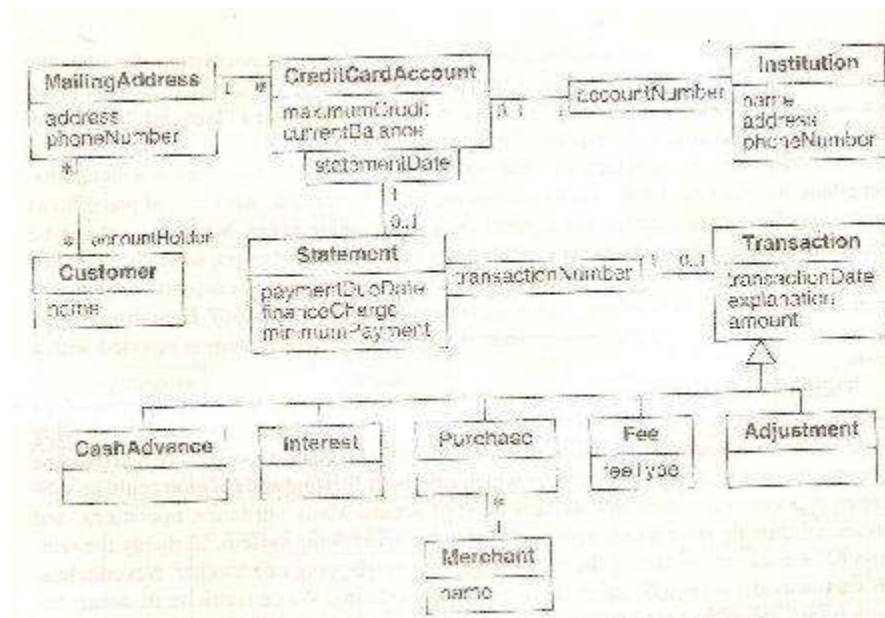 MailingAddress
address
phoneNumber
1
*
CreditCardAccount
maximumCredit
currentBalance
statementDate
0..1
accountNumber
1
Institution
name
address
phoneNumber
*
*
accountHolder
Customer
name
1
0..1
Statement
paymentDueDate
financeCharge
minimumPayment
transactionNumber
1
0..1
Transaction
transactionDate
explanation
amount
CashAdvance
Interest
Purchase
Fee
feeType
Adjustment
*
1
Merchant
name